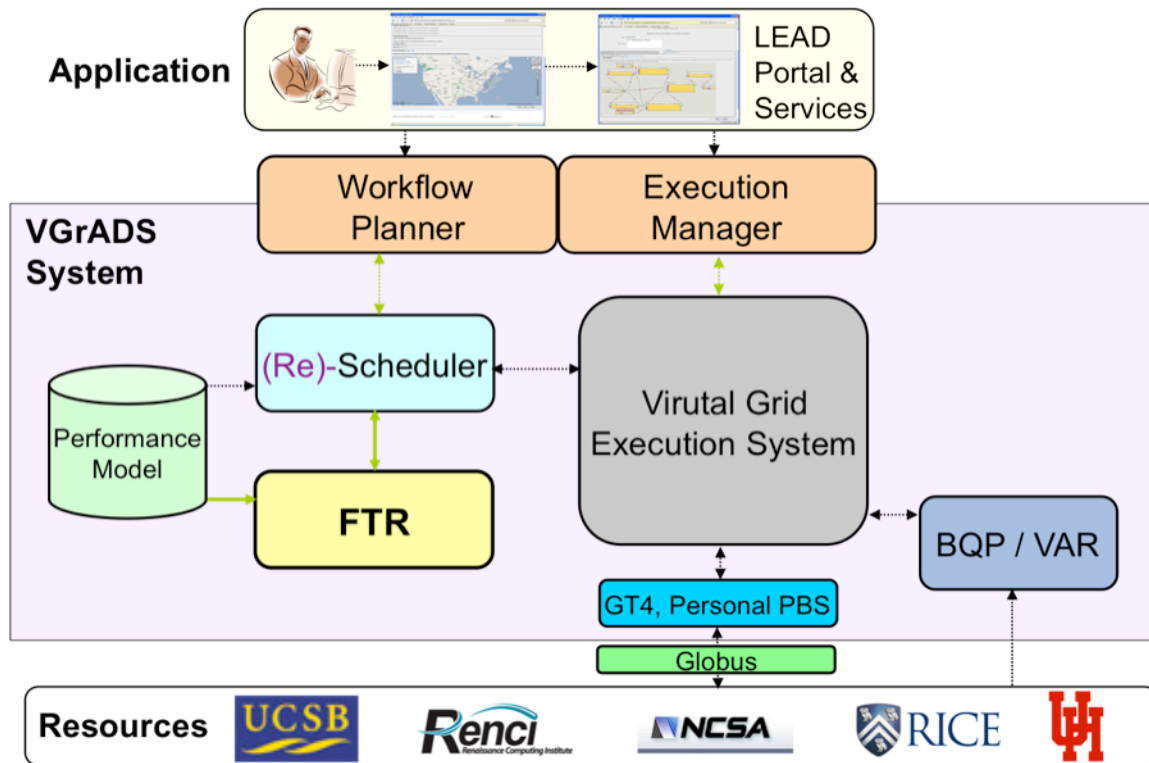 Application
LEAD
Portal &
Services
Workflow
Planner
Execution
Manager
VGrADS
System
(Re)-Scheduler
Performance
Model
FTR
Virutal Grid
Execution System
BQP / VAR
GT4, Personal PBS
Globus
Resources
UCSB
Renci
Renaissance Computing Institute
NCSA
RICE
UH